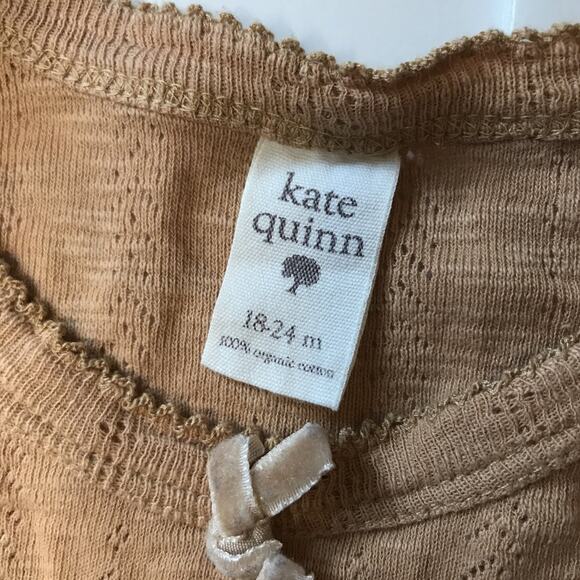 kate
quinn
18-24 m
100% organic cotton